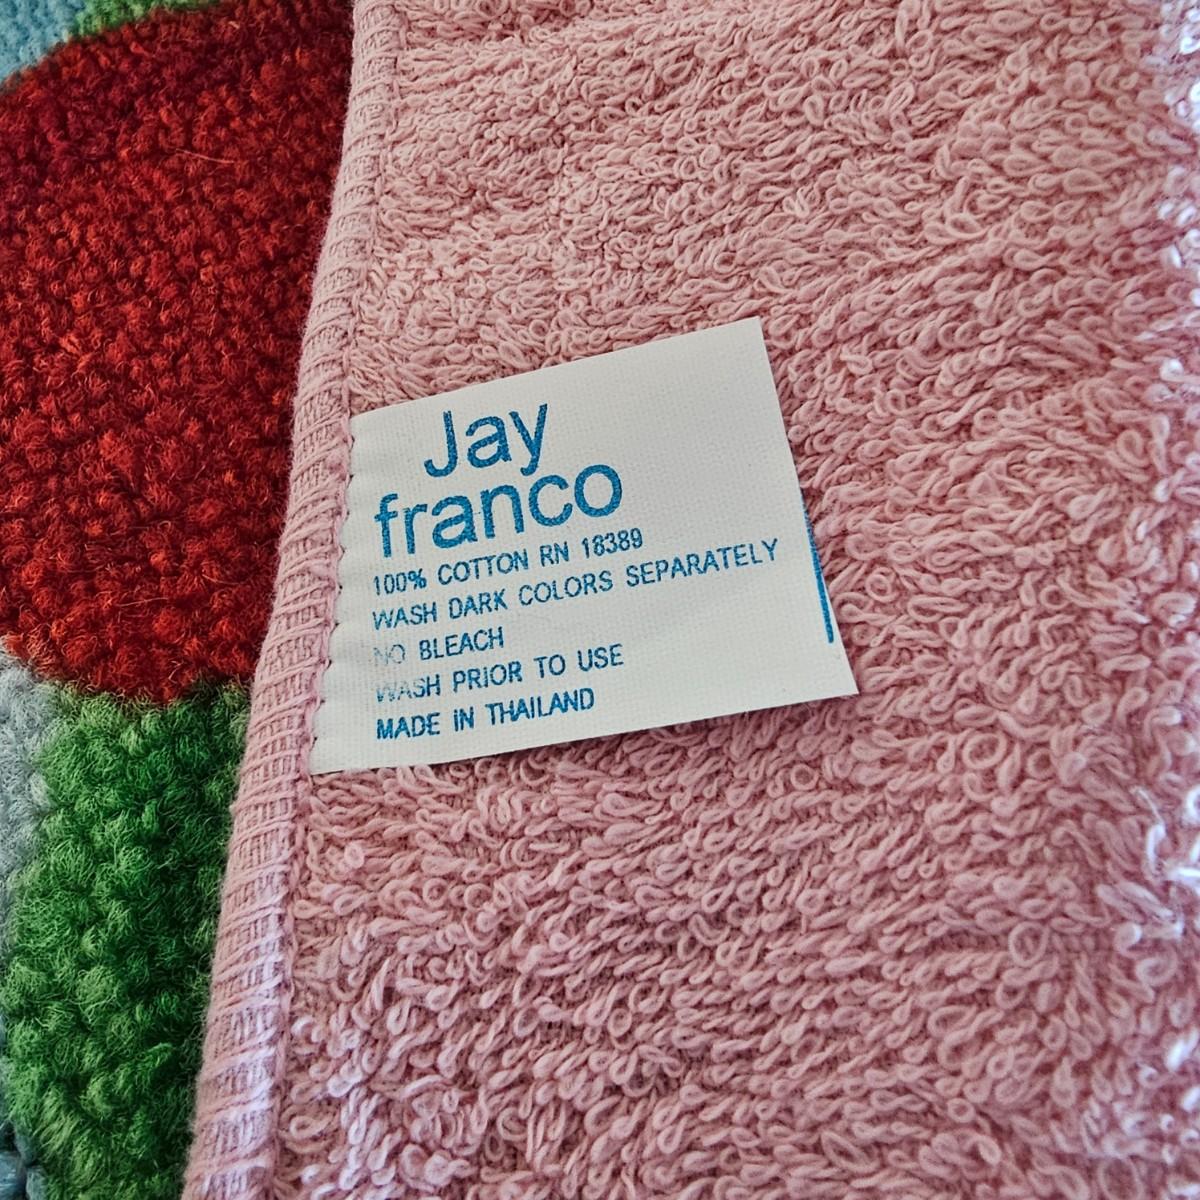 Jay
franco
100% COTTON RN 18389
WASH DARK COLORS SEPARATELY
NO BLEACH
WASH PRIOR TO USE
MADE IN THAILAND